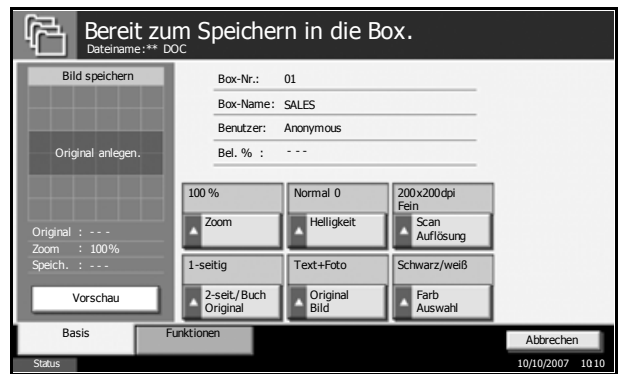 Bereit zum Speichern in die Box.
Dateiname:** DOC
Bild speichern
Original anlegen.
Original : ---
Zoom : 100%
Speich. : ---
Vorschau
Box-Nr.: 01
Box-Name: SALES
Benutzer: Anonymous
Bel. % : ---
100 %
Zoom
Normal 0
Helligkeit
200x200dpi
Fein
Scan
Auflösung
1-seitig
2-seit./Buch
Original
Text+Foto
Original
Bild
Schwarz/weiß
Farb
Auswahl
Basis
Funktionen
Abbrechen
Status
10/10/2007 10:10